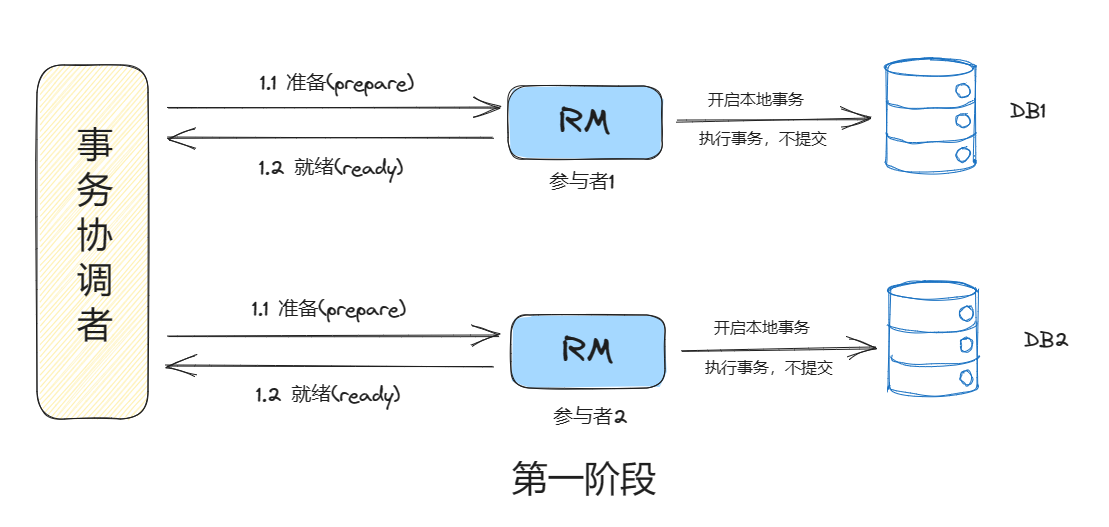 事务协调者
1.1 准备(prepare)
1.2 就绪(ready)
RM
参与者1
开启本地事务
执行事务，不提交
DB1
1.1 准备(prepare)
1.2 就绪(ready)
RM
参与者2
开启本地事务
执行事务，不提交
DB2
第一阶段